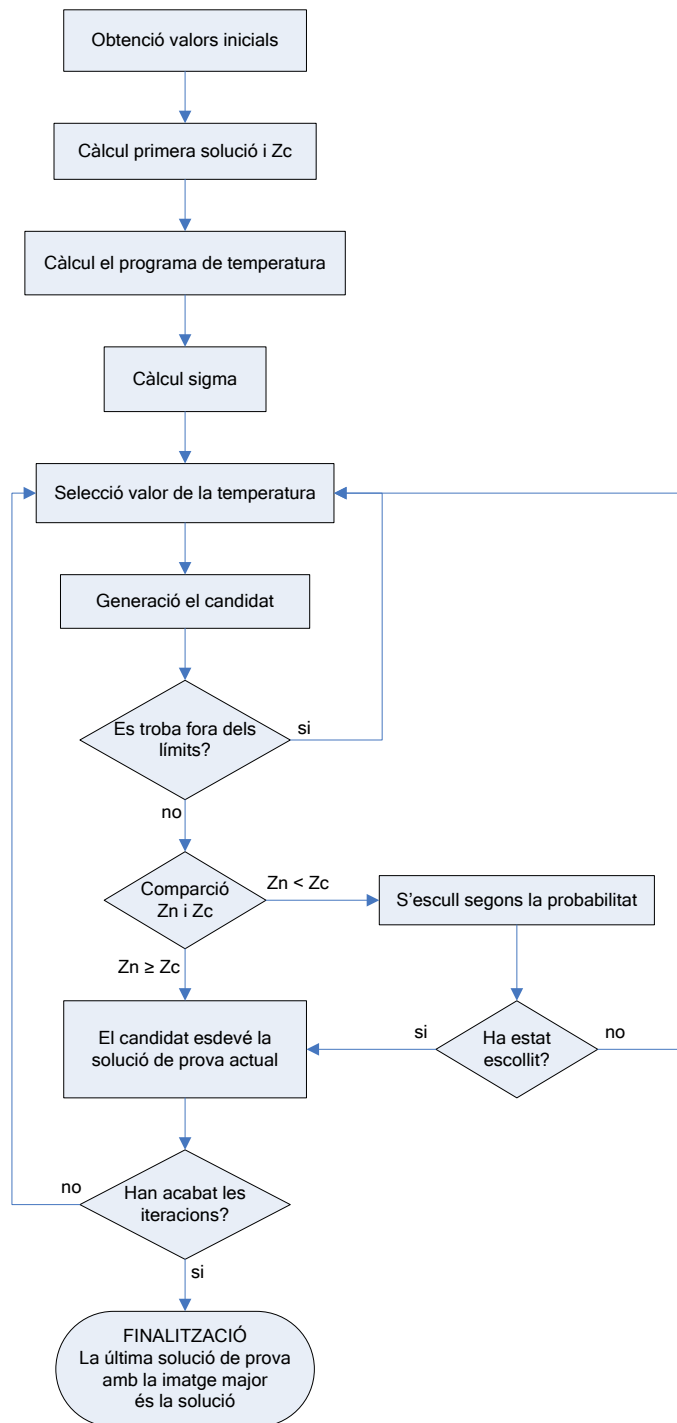 Obtenció valors inicials
Càlcul primera solució i Zc
Càlcul el programa de temperatura
Càlcul sigma
Selecció valor de la temperatura
Generació el candidat
Es troba fora dels
límits?
si
no
Comparció
Zn i Zc
Zn < Zc
S’escull segons la probabilitat
Zn ≥ Zc
El candidat esdevé la
solució de prova actual
si
Ha estat
escollit?
no
Han acabat les
iteracions?
no
si
FINALITZACIÓ
La última solució de prova
amb la imatge major
és la solució